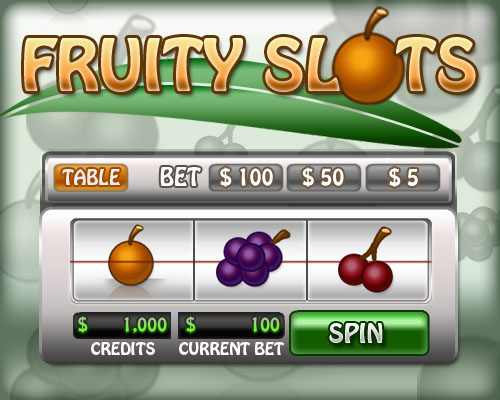 FRUITY SLOTS
TABLE BET $ 100 $ 50 $ 5
$ 1,000 $ 100 SPIN
CREDITS CURRENT BET